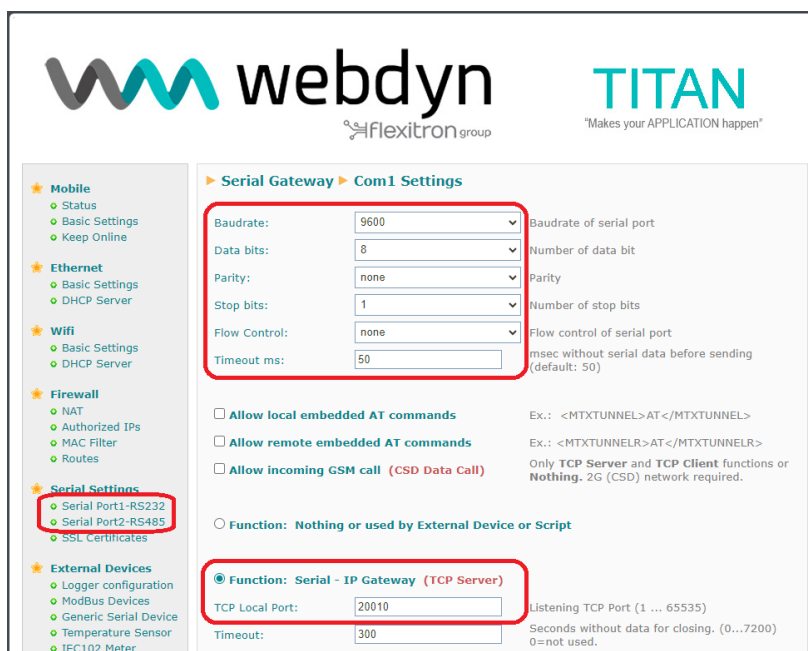 webdyn
flexitron group
TITAN
"Makes your APPLICATION happen"
Mobile
Status
Basic Settings
Keep Online
Ethernet
Basic Settings
DHCP Server
Wifi
Basic Settings
DHCP Server
Firewall
NAT
Authorized IPs
MAC Filter
Routes
Serial Settings
Serial Port1-RS232
Serial Port2-RS485
SSL Certificates
External Devices
Logger configuration
ModBus Devices
Generic Serial Device
Temperature Sensor
IEC102 Meter
Serial Gateway Com1 Settings
Baudrate: 9600 Baudrate of serial port
Data bits: 8 Number of data bit
Parity: none Parity
Stop bits: 1 Number of stop bits
Flow Control: none Flow control of serial port
Timeout ms: 50 msec without serial data before sending
(default: 50)
Allow local embedded AT commands Ex.: <MTXTUNNEL>AT</MTXTUNNEL>
Allow remote embedded AT commands Ex.: <MTXTUNNELR>AT</MTXTUNNELR>
Allow incoming GSM call (CSD Data Call) Only TCP Server and TCP Client functions or
Nothing. 2G (CSD) network required.
Function: Nothing or used by External Device or Script
Function: Serial - IP Gateway (TCP Server)
TCP Local Port: 20010 Listening TCP Port (1 ... 65535)
Timeout: 300 Seconds without data for closing. (0...7200)
0=not used.